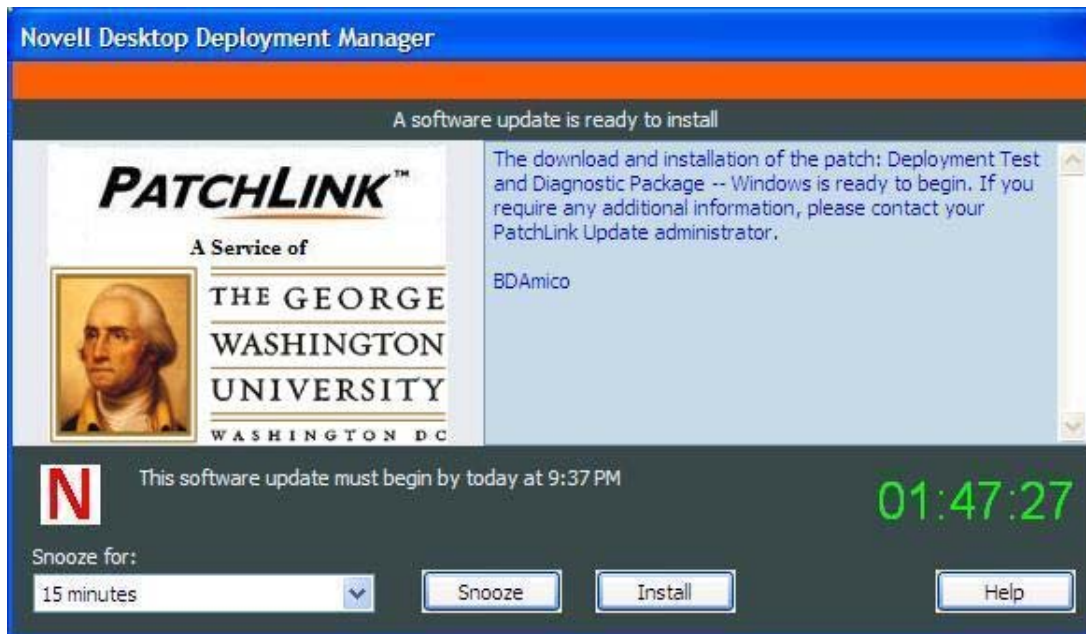 Novell Desktop Deployment Manager
A software update is ready to install
PATCHLINK™
A Service of
THE GEORGE
WASHINGTON
UNIVERSITY
WASHINGTON DC
The download and installation of the patch: Deployment Test
and Diagnostic Package -- Windows is ready to begin. If you
require any additional information, please contact your
PatchLink Update administrator.
BDAmico
N
This software update must begin by today at 9:37 PM
01:47:27
Snooze for:
15 minutes
Snooze
Install
Help